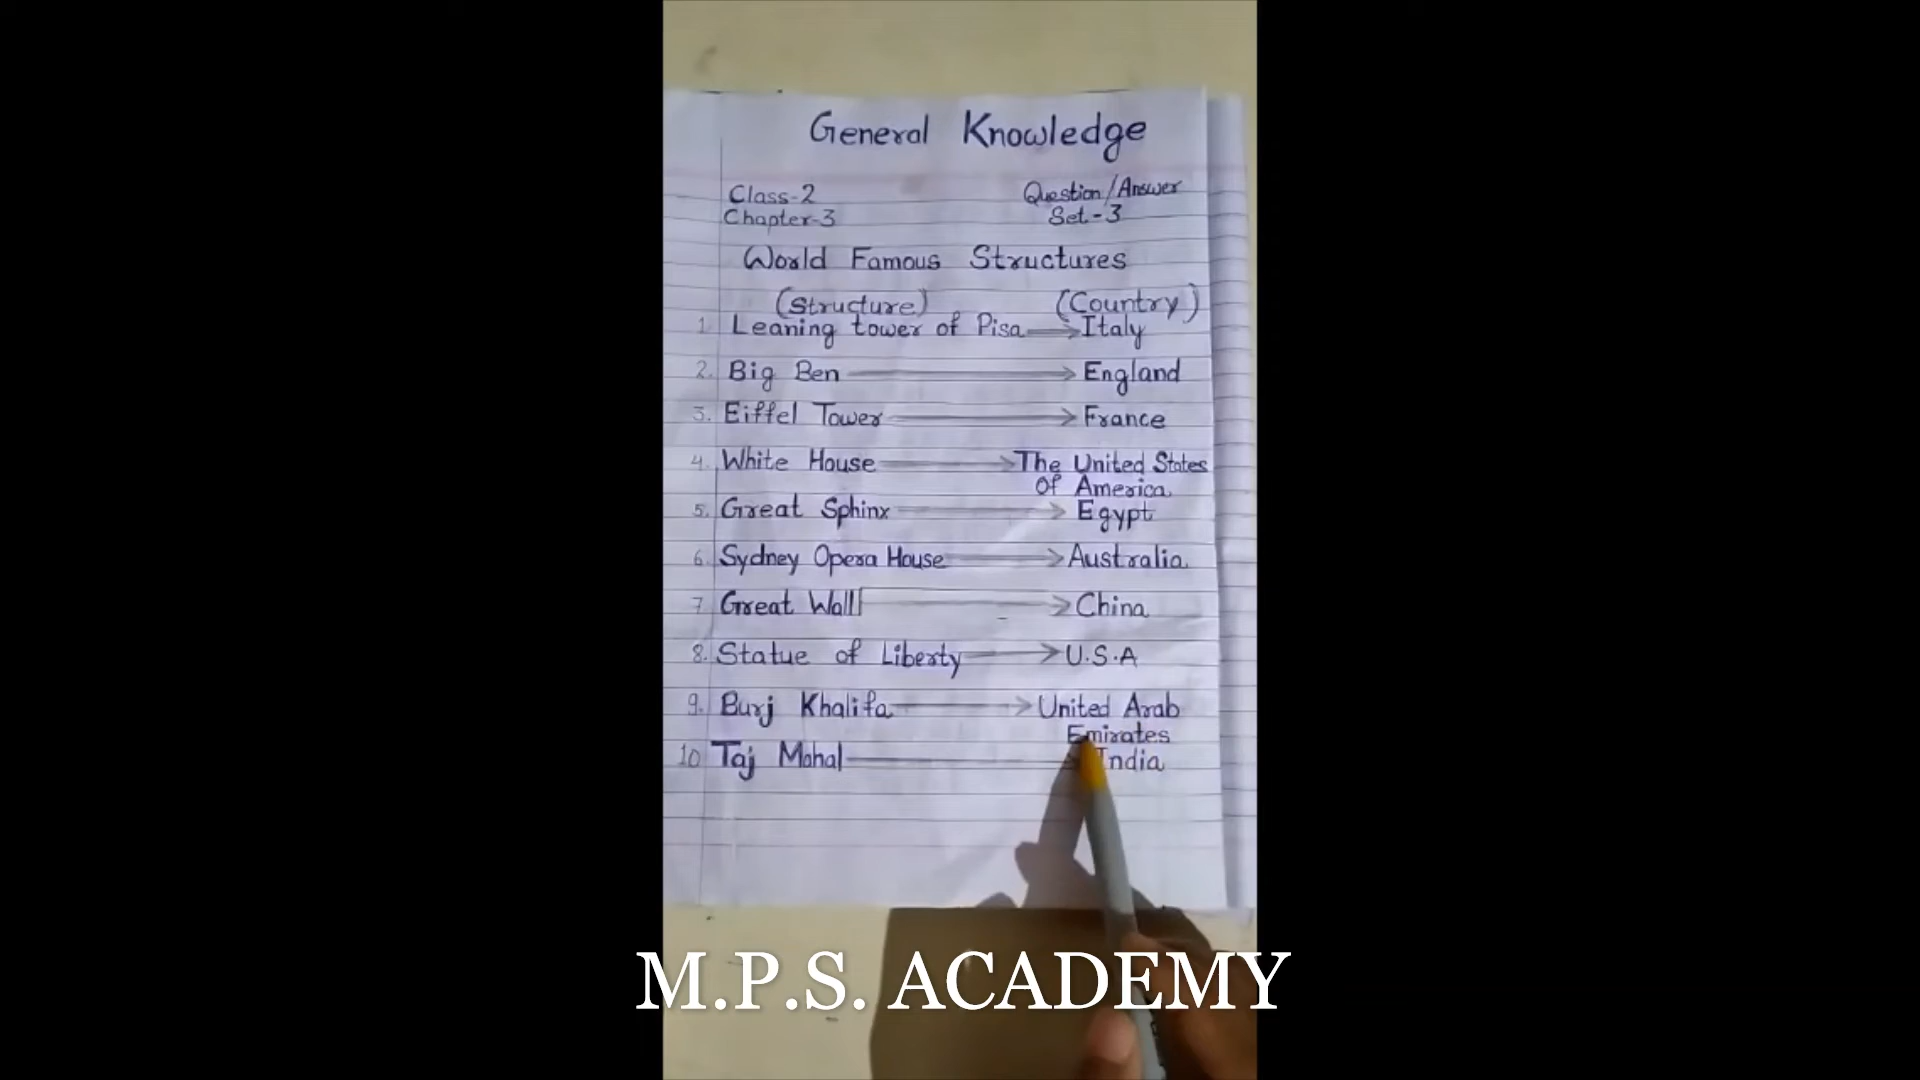 General Knowledge
Class-2 Question/Answer
Chapter-3 Set-3
World Famous Structures
(Structure) (Country)
1. Leaning tower of Pisa → Italy
2. Big Ben → England
3. Eiffel Tower → France
4. White House → The United States
Of America
5. Great Sphinx → Egypt
6. Sydney Opera House → Australia
7. Great Wall → China
8. Statue of Liberty → U.S.A
9. Burj Khalifa → United Arab
Emirates
10 Taj Mahal → India
M.P.S. ACADEMY